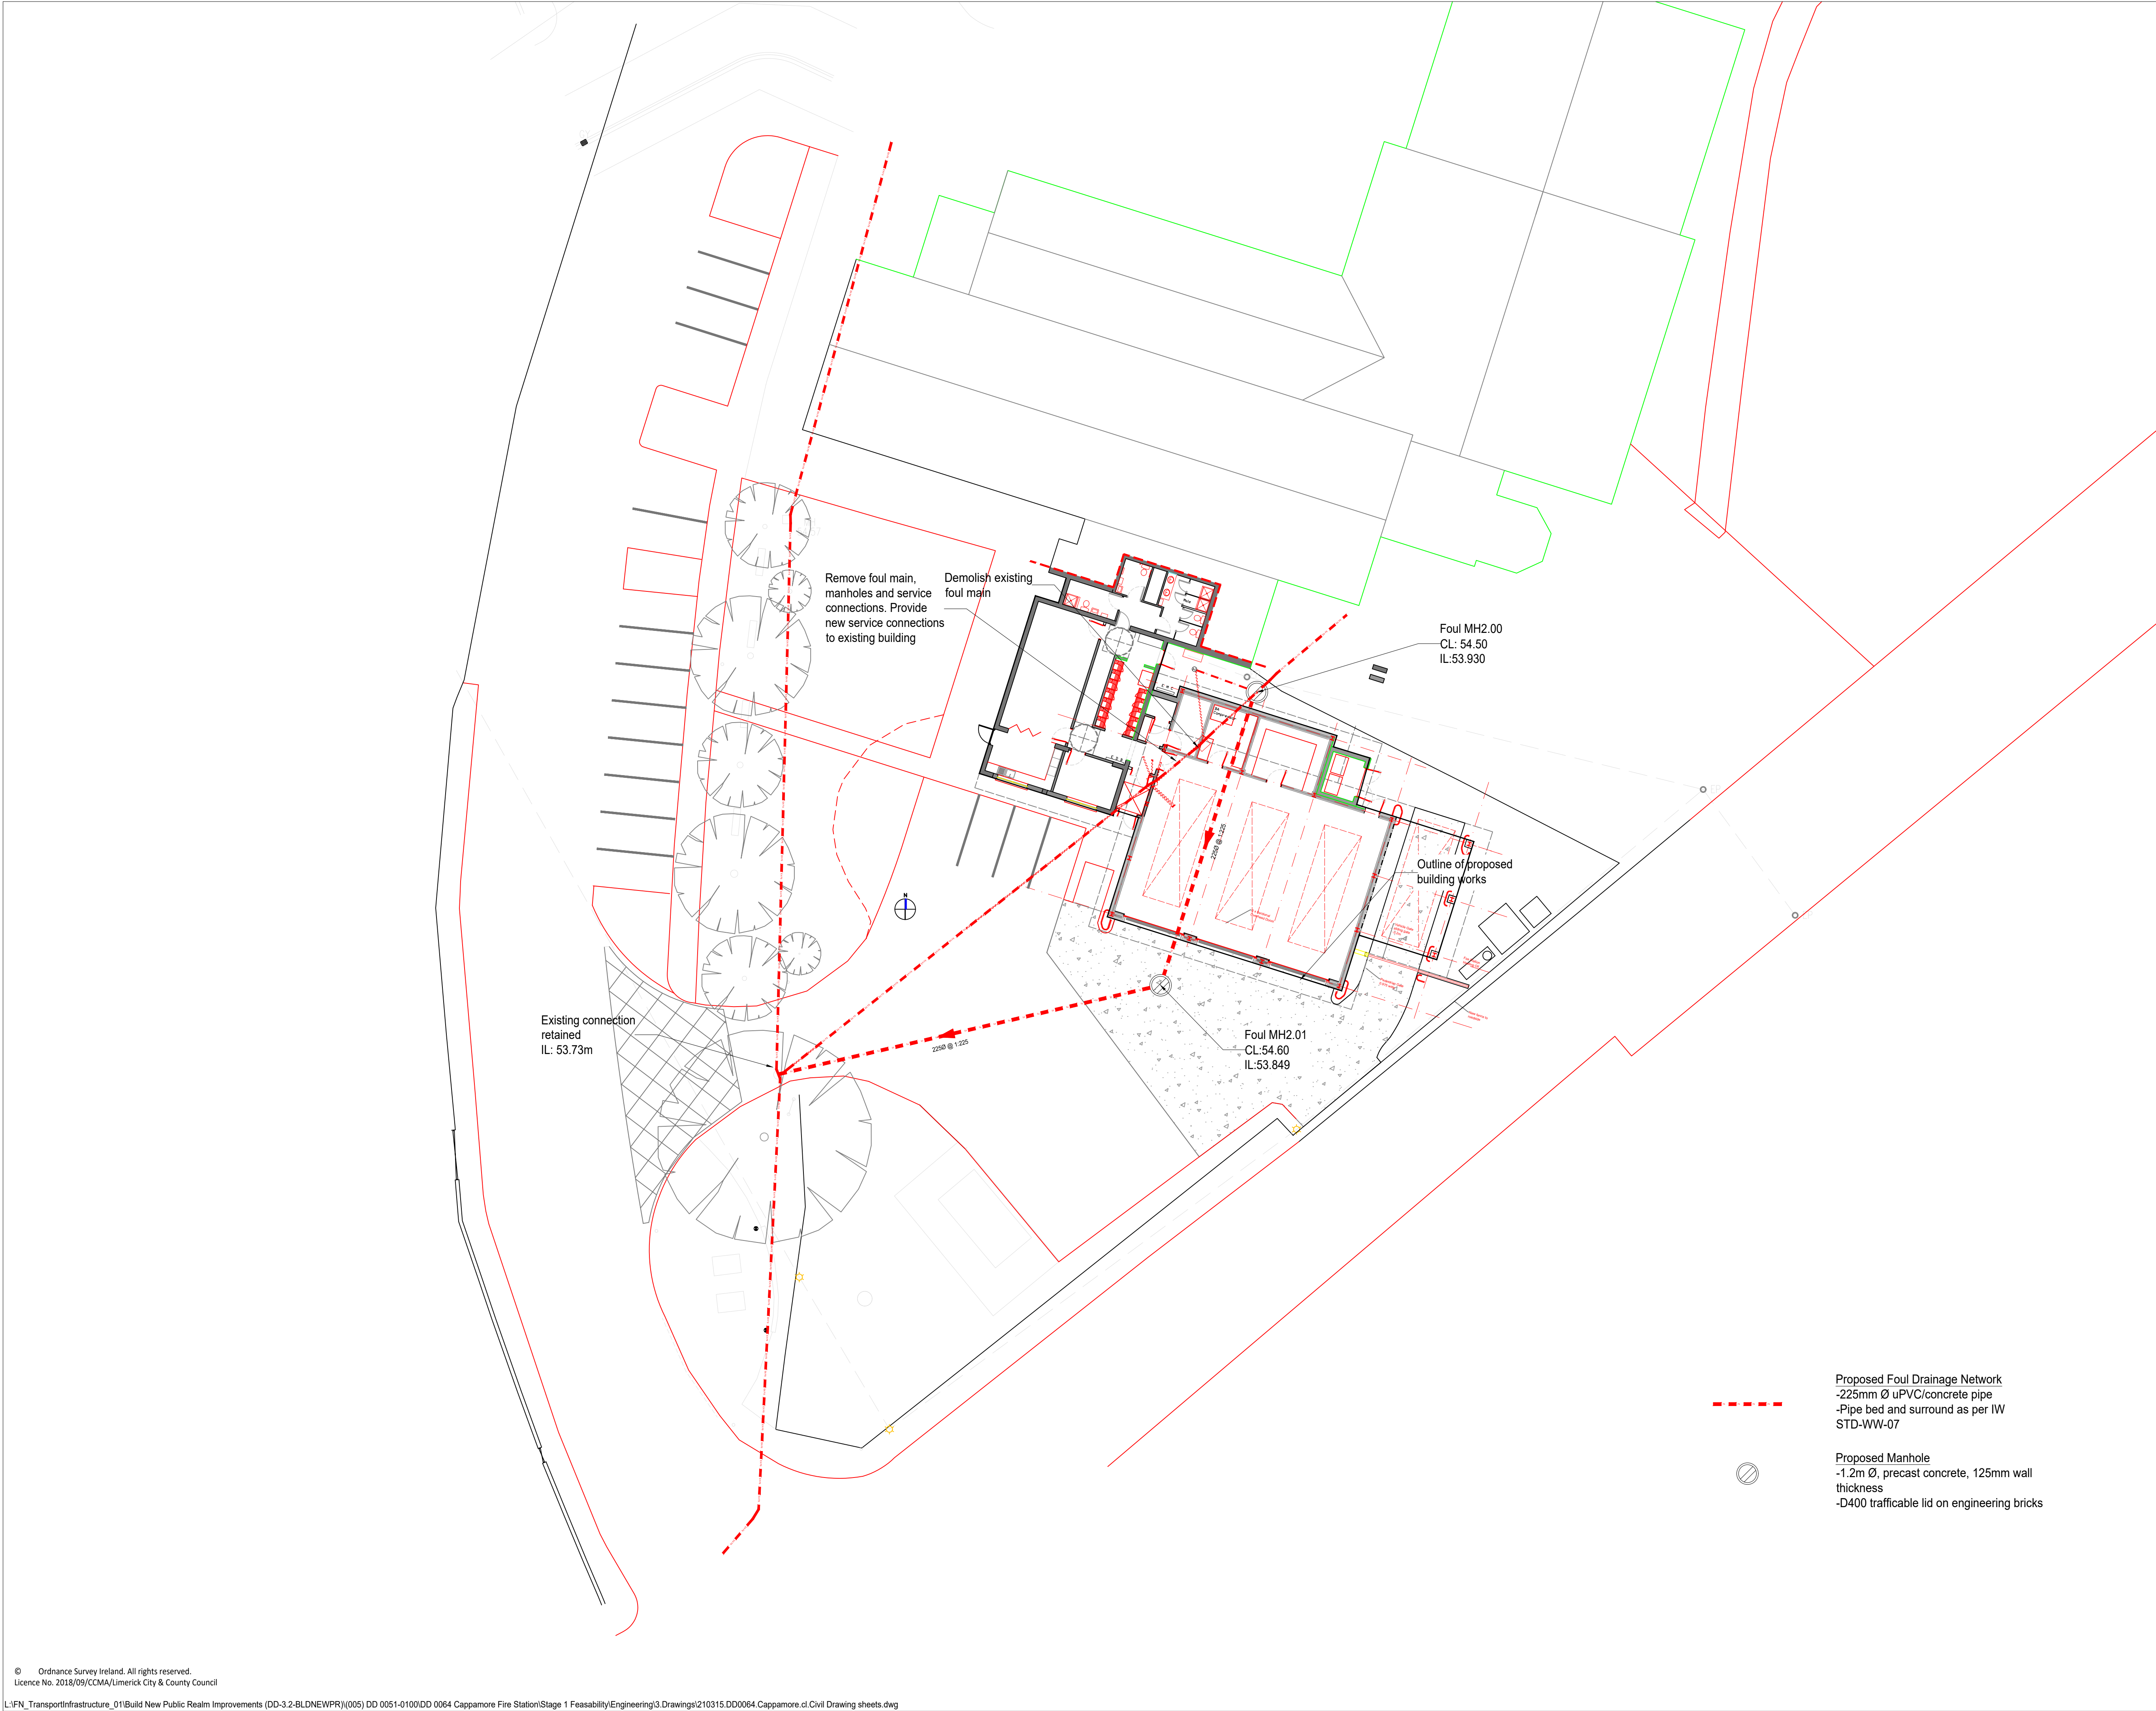 Remove foul main,
manholes and service
connections. Provide
new service connections
to existing building
Demolish existing
foul main
Foul MH2.00
CL: 54.50
IL:53.930
225Ø @ 1:225
Outline of proposed
building works
N
Existing connection
retained
IL: 53.73m
225Ø @ 1:225
Foul MH2.01
CL:54.60
IL:53.849
Proposed Foul Drainage Network
-225mm Ø uPVC/concrete pipe
-Pipe bed and surround as per IW
STD-WW-07
Proposed Manhole
-1.2m Ø, precast concrete, 125mm wall
thickness
-D400 trafficable lid on engineering bricks
© Ordnance Survey Ireland. All rights reserved.
Licence No. 2018/09/CCMA/Limerick City & County Council
L:\FN_TransportInfrastructure_01\Build New Public Realm Improvements (DD-3.2-BLDNEWPR)\(005) DD 0051-0100\DD 0064 Cappamore Fire Station\Stage 1 Feasability\Engineering\3.Drawings\210315.DD0064.Cappamore.cl.Civil Drawing sheets.dwg